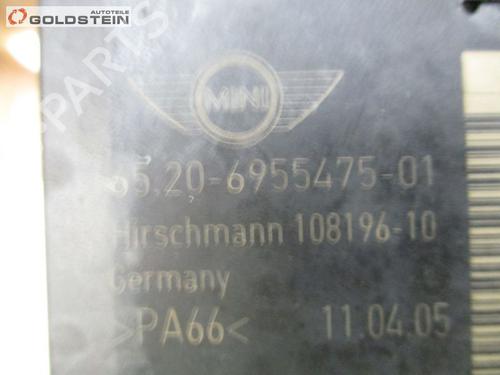 AUTOTEILE
GOLDSTEIN
MINI
65.20-6955475-01
Hirschmann 108196-10
Germany
>PA66< 11.04.05